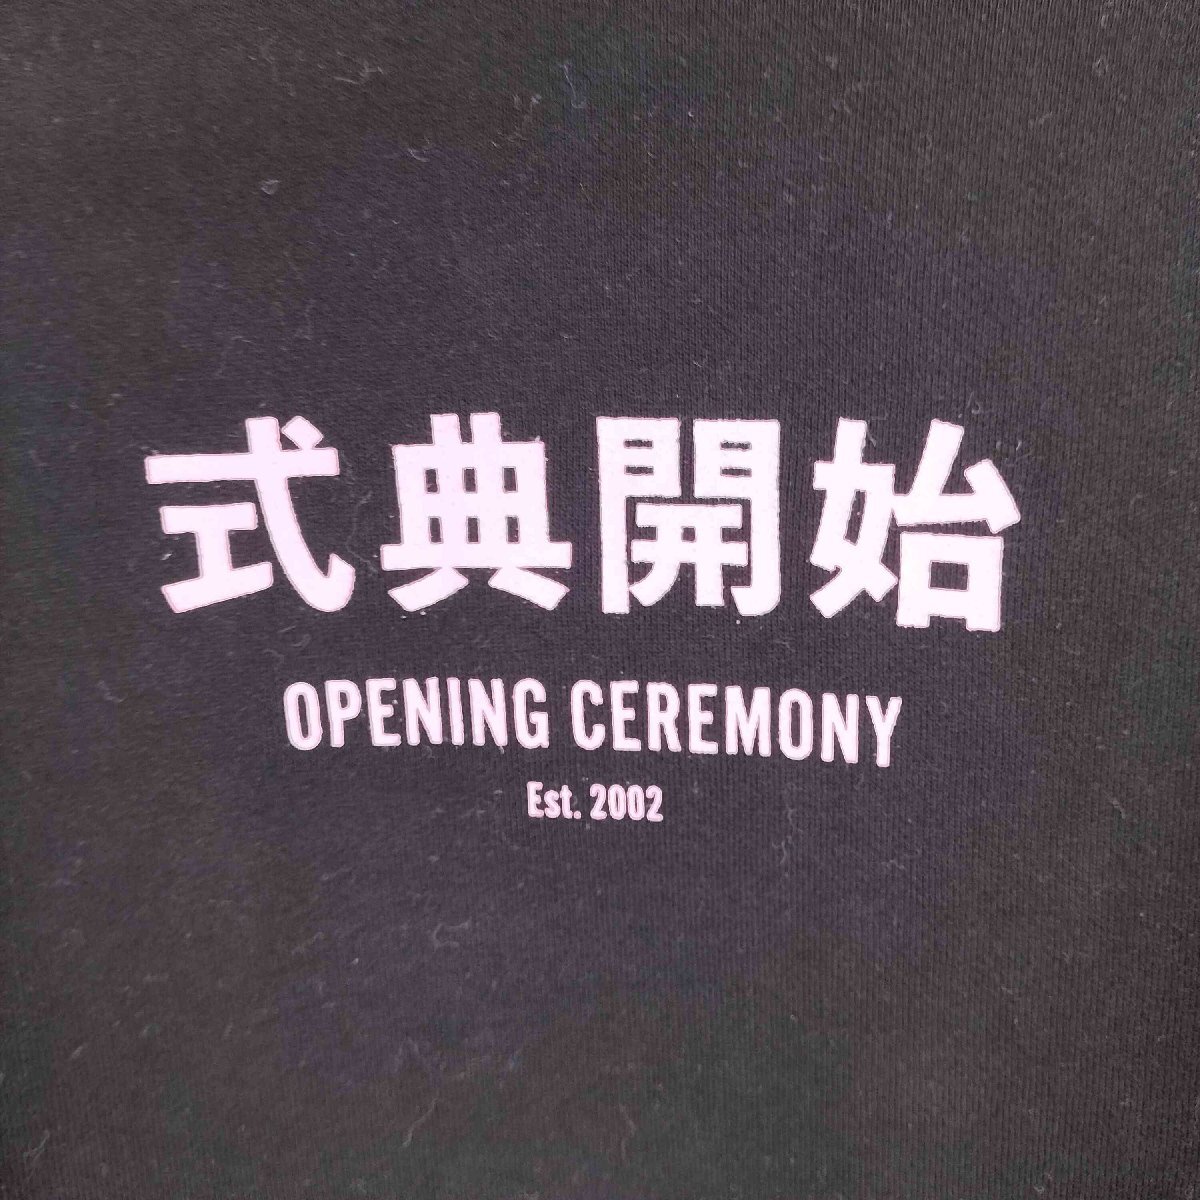 式典開始
OPENING CEREMONY
Est. 2002